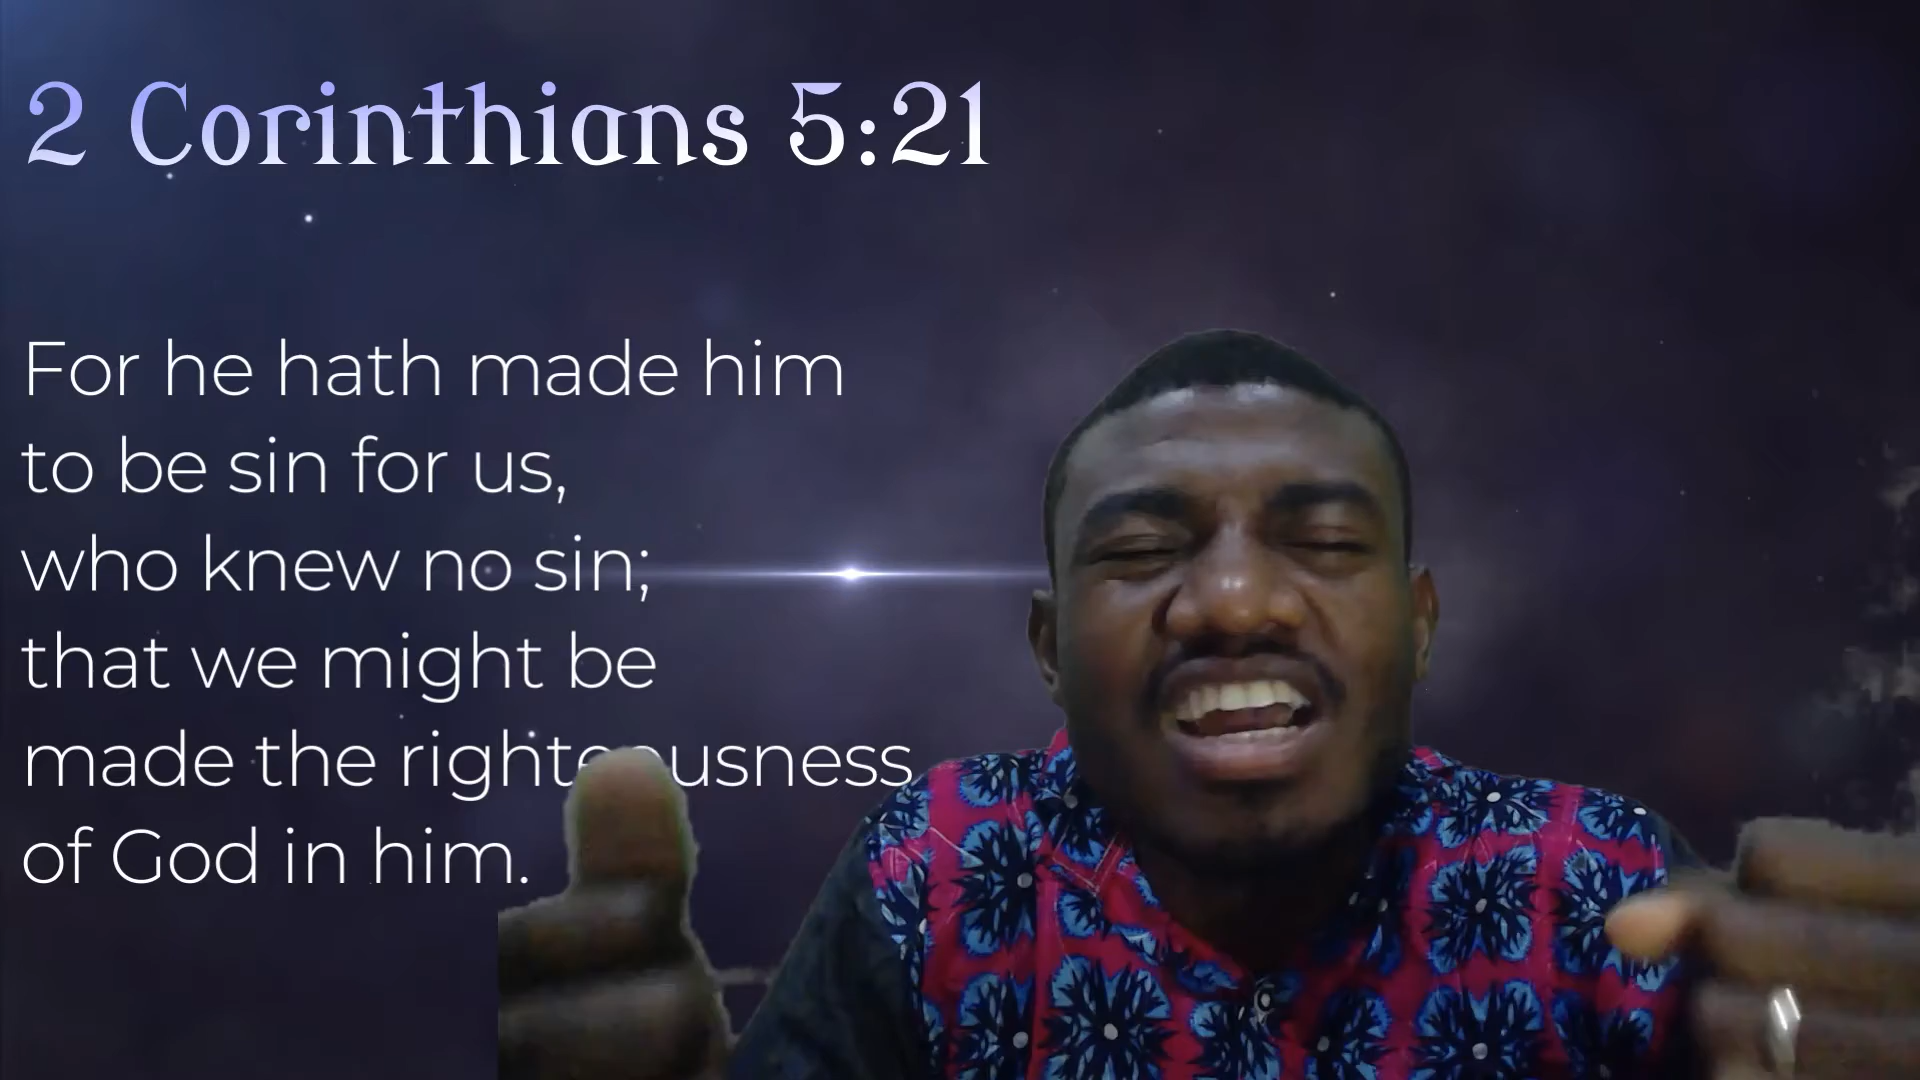 2 Corinthians 5:21
For he hath made him
to be sin for us,
who knew no sin;
that we might be
made the righteousness
of God in him.